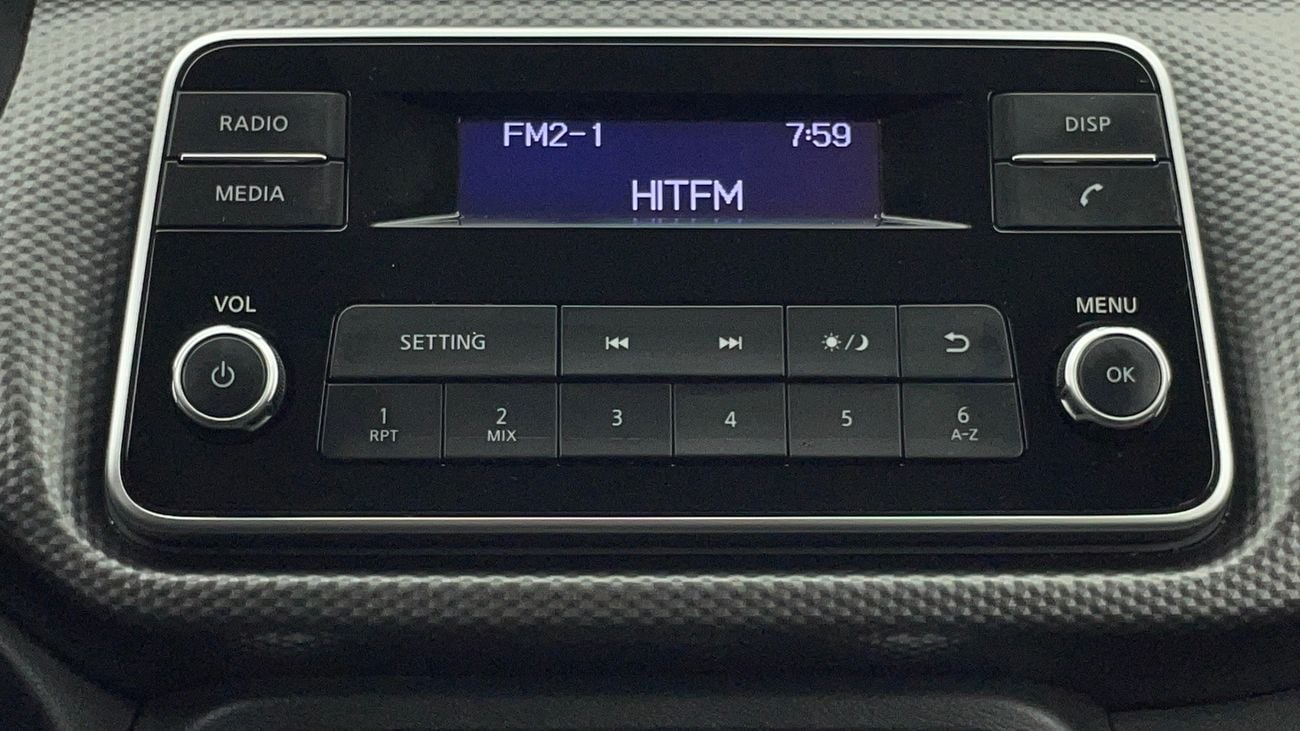 RADIO
MEDIA
FM2-1 7:59
HITFM
DISP
VOL
MENU
SETTING
OK
1 2 3 4 5 6
RPT MIX A-Z